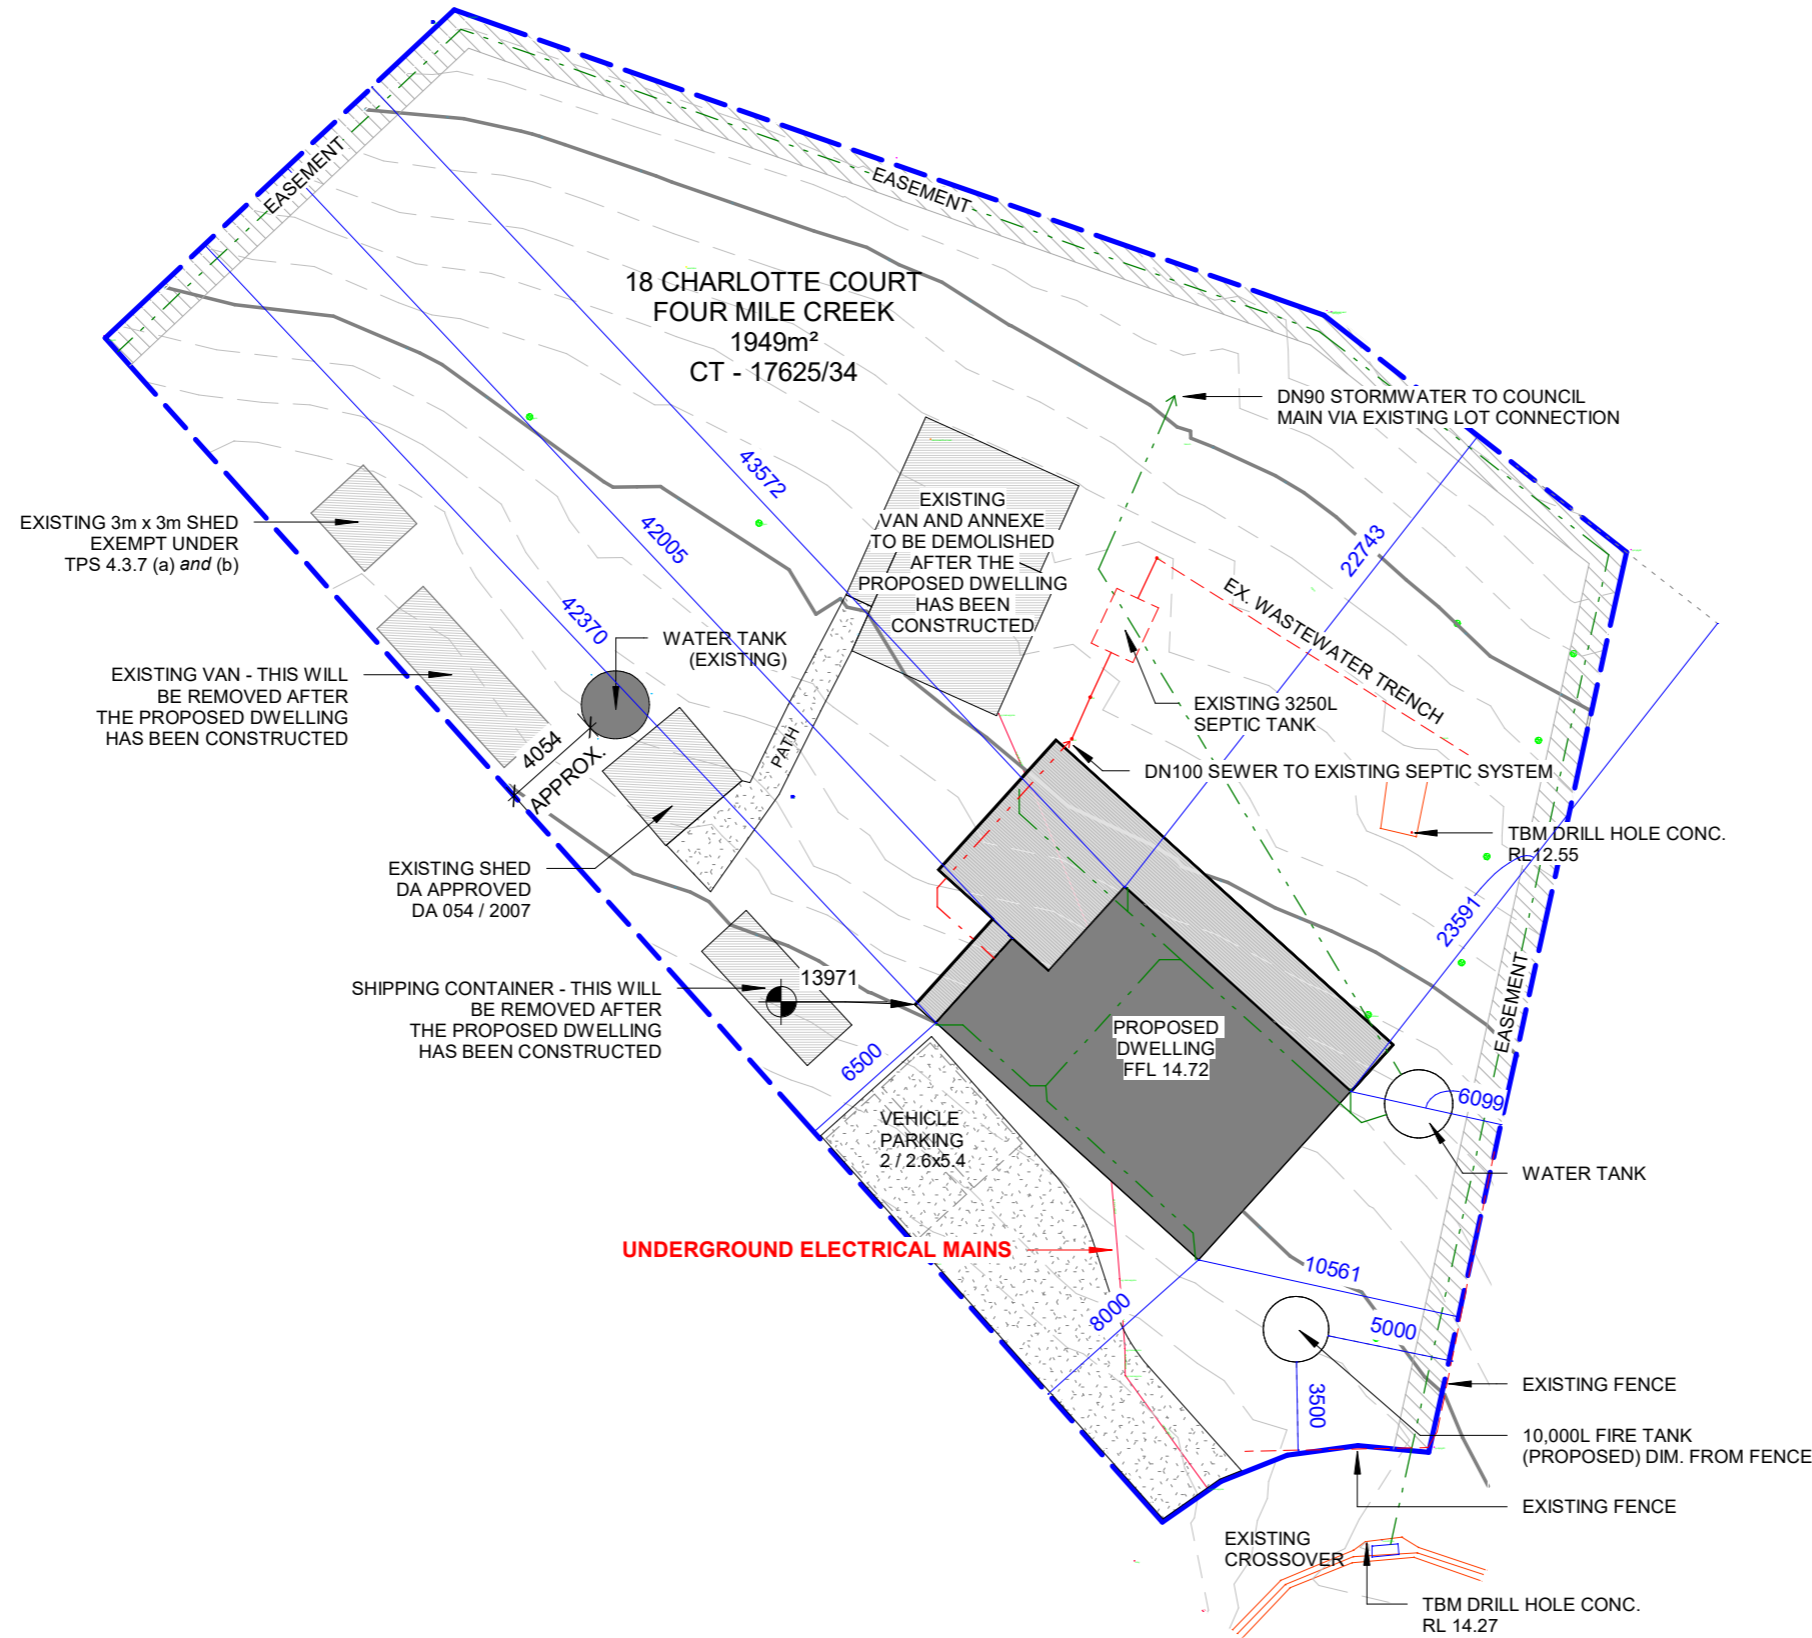 EASEMENT
EASEMENT
18 CHARLOTTE COURT
FOUR MILE CREEK
1949m²
CT - 17625/34
DN90 STORMWATER TO COUNCIL
MAIN VIA EXISTING LOT CONNECTION
43572
42005
42370
22743
EXISTING
VAN AND ANNEXE
TO BE DEMOLISHED
AFTER THE
PROPOSED DWELLING
HAS BEEN
CONSTRUCTED
EXISTING 3m x 3m SHED
EXEMPT UNDER
TPS 4.3.7 (a) and (b)
WATER TANK
(EXISTING)
EX. WASTEWATER TRENCH
EXISTING VAN - THIS WILL
BE REMOVED AFTER
THE PROPOSED DWELLING
HAS BEEN CONSTRUCTED
4054
APPROX.
PATH
EXISTING 3250L
SEPTIC TANK
DN100 SEWER TO EXISTING SEPTIC SYSTEM
TBM DRILL HOLE CONC.
RL12.55
EXISTING SHED
DA APPROVED
DA 054 / 2007
23591
EASEMENT
SHIPPING CONTAINER - THIS WILL
BE REMOVED AFTER
THE PROPOSED DWELLING
HAS BEEN CONSTRUCTED
13971
6500
PROPOSED
DWELLING
FFL 14.72
6099
VEHICLE
PARKING
2 / 2.6x5.4
WATER TANK
UNDERGROUND ELECTRICAL MAINS
10561
8000
5000
3500
EXISTING FENCE
10,000L FIRE TANK
(PROPOSED) DIM. FROM FENCE
EXISTING FENCE
EXISTING
CROSSOVER
TBM DRILL HOLE CONC.
RL 14.27